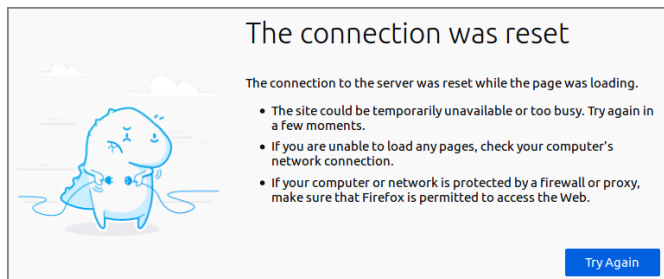 The connection was reset
The connection to the server was reset while the page was loading.
• The site could be temporarily unavailable or too busy. Try again in
a few moments.
• If you are unable to load any pages, check your computer's
network connection.
• If your computer or network is protected by a firewall or proxy,
make sure that Firefox is permitted to access the Web.
Try Again